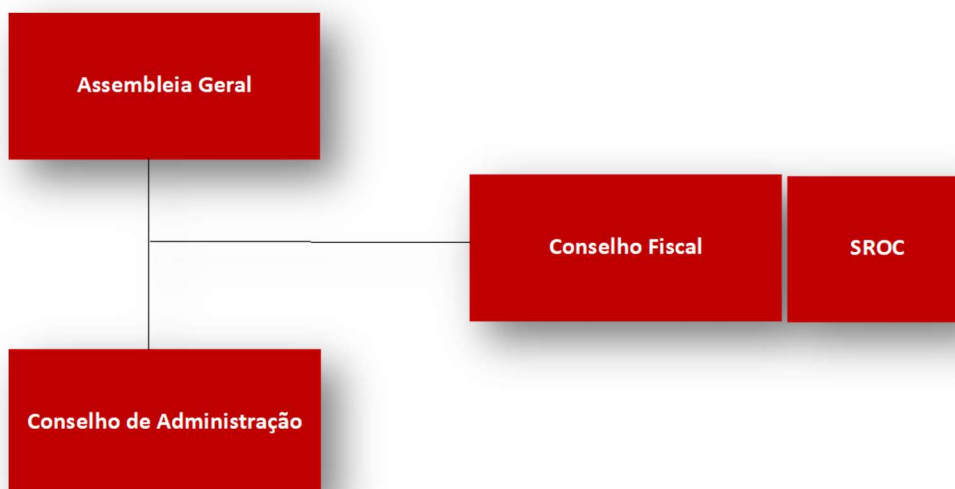 Assembleia Geral
Conselho Fiscal
SROC
Conselho de Administração